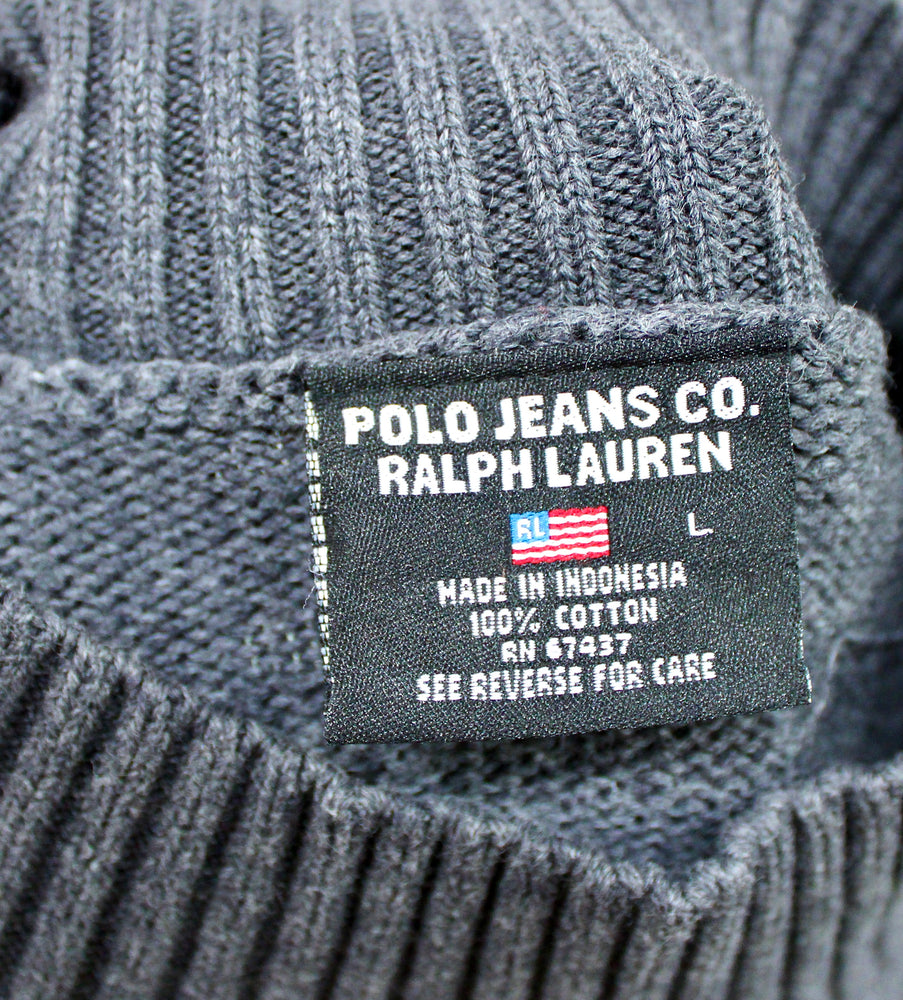 POLO JEANS CO.
RALPH LAUREN
RL
L
MADE IN INDONESIA
100% COTTON
RN 67437
SEE REVERSE FOR CARE